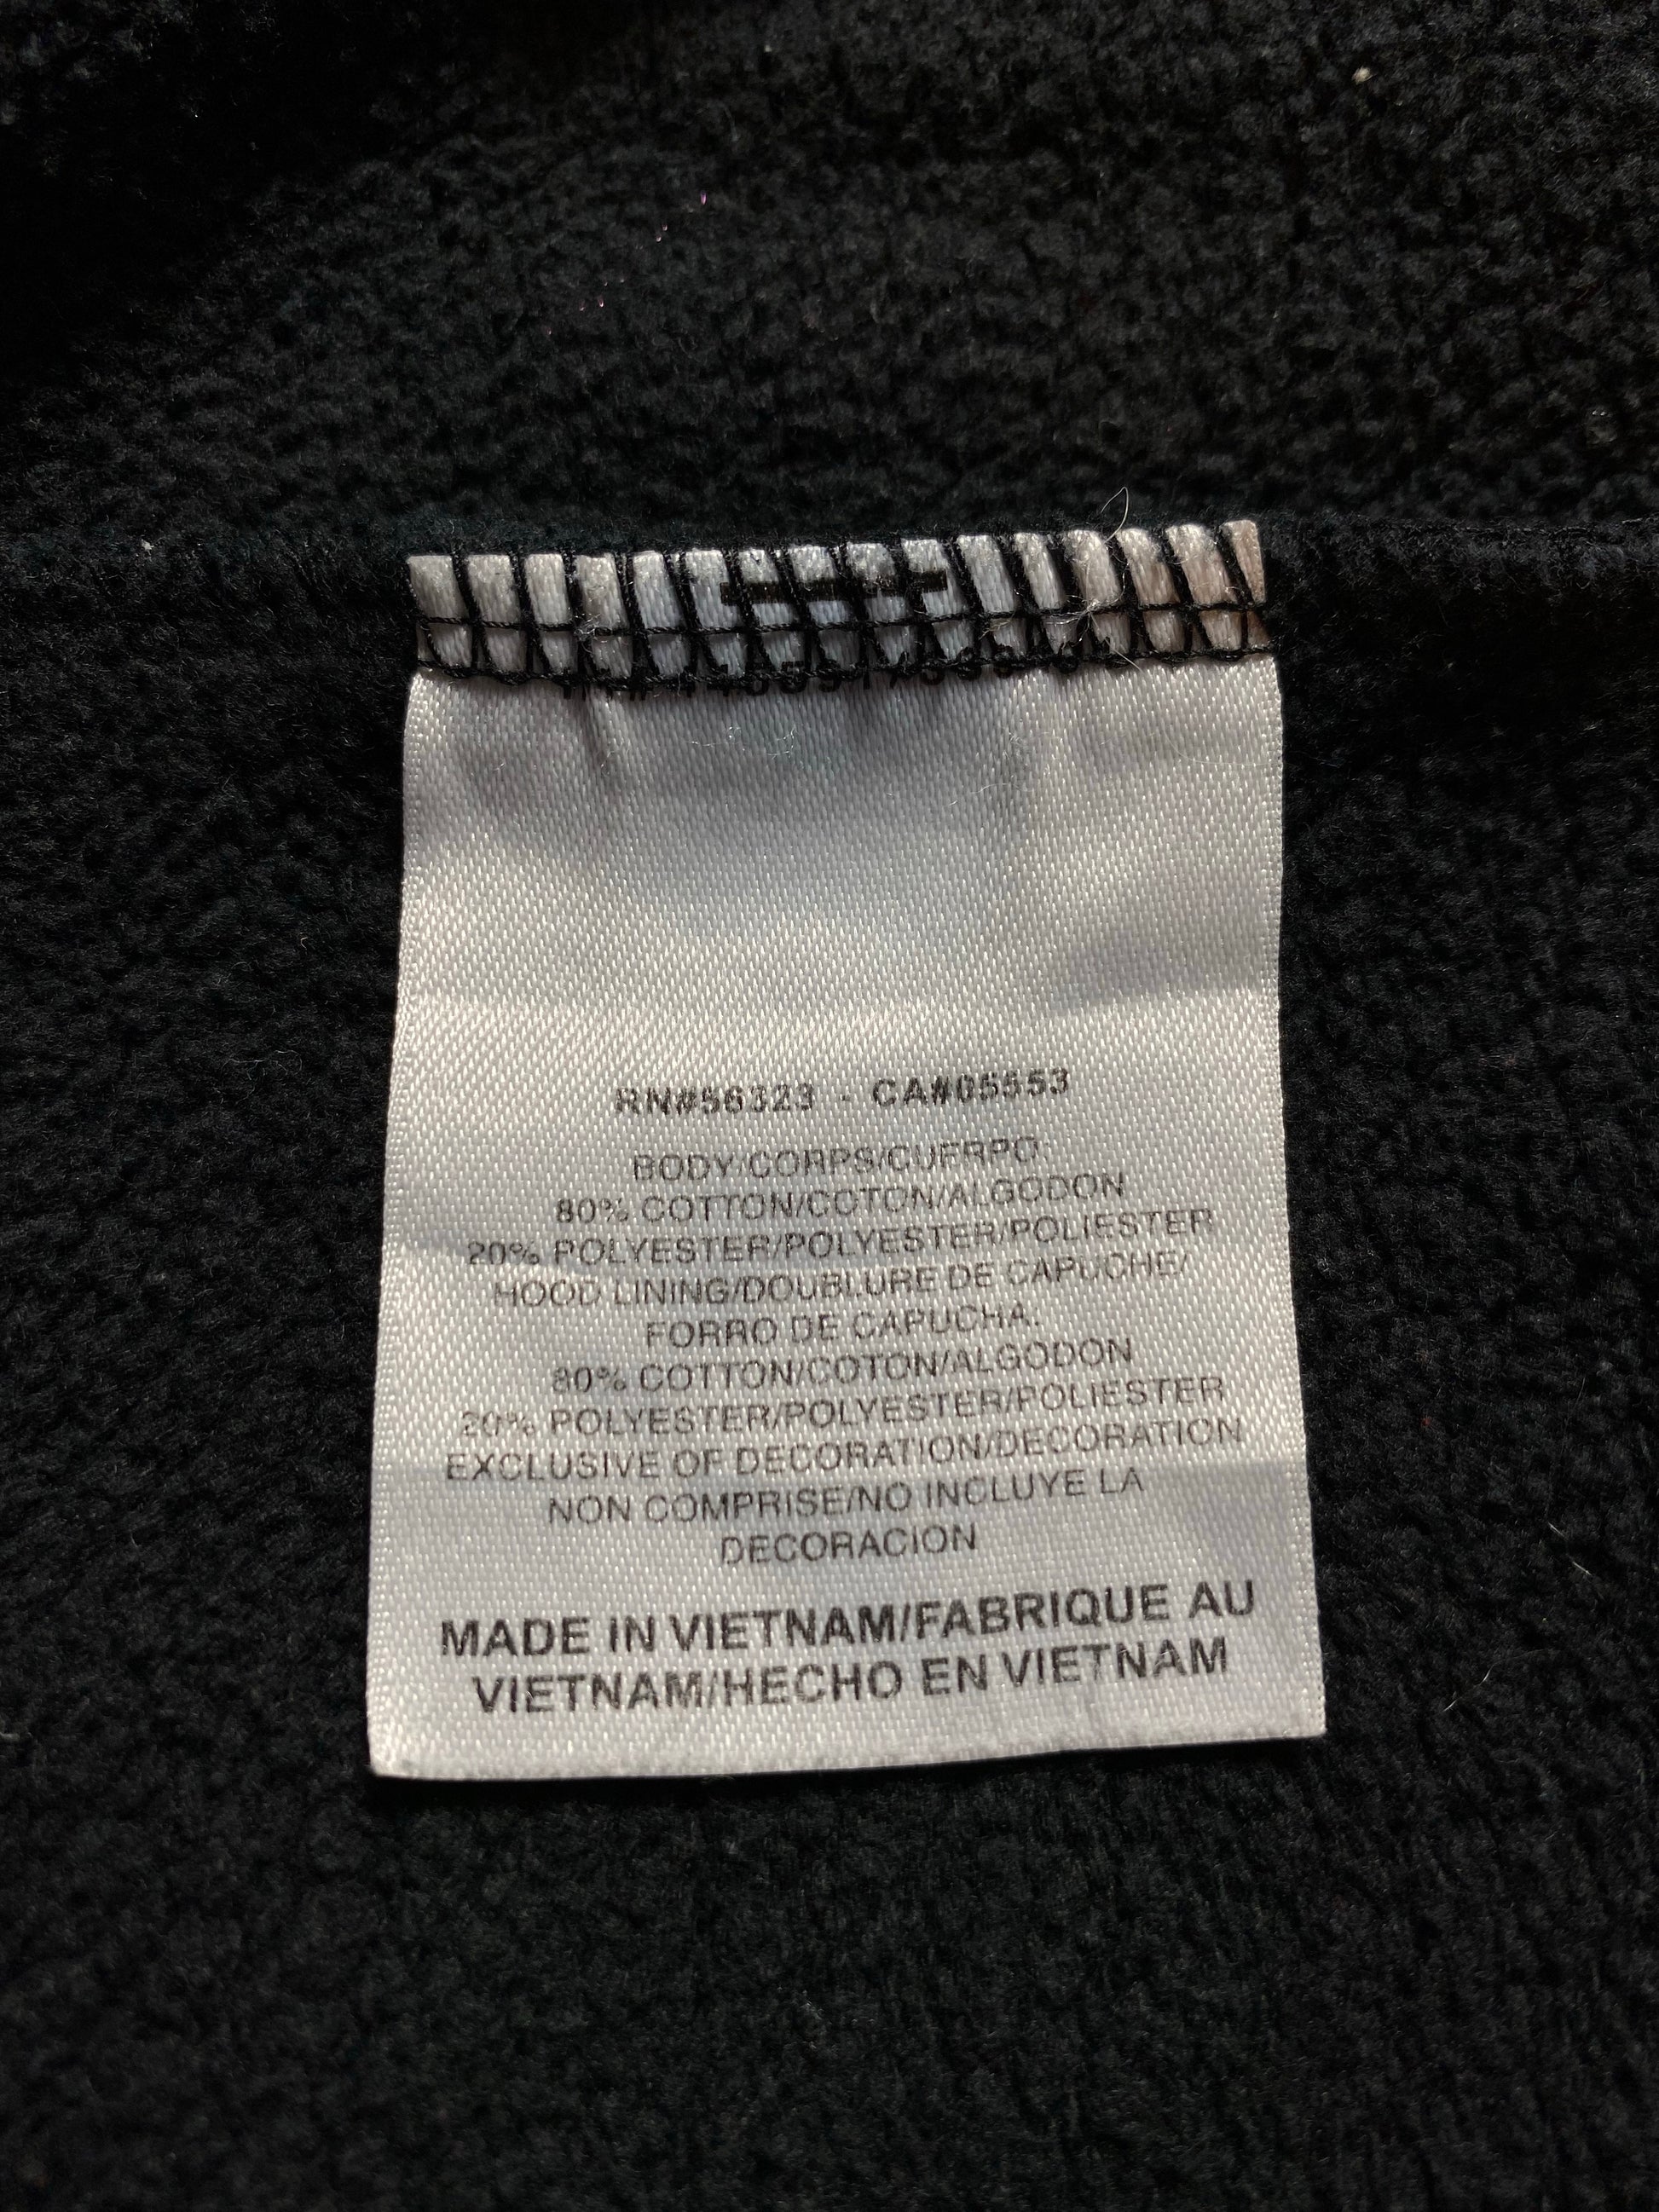 RN#56323 - CA#05553
BODY/CORPS/CUERPO:
80% COTTON/COTON/ALGODON
20% POLYESTER/POLYESTER/POLIESTER
HOOD LINING/DOUBLURE DE CAPUCHE/
FORRO DE CAPUCHA:
80% COTTON/COTON/ALGODON
20% POLYESTER/POLYESTER/POLIESTER
EXCLUSIVE OF DECORATION/DECORATION
NON COMPRISE/NO INCLUYE LA
DECORACION
MADE IN VIETNAM/FABRIQUE AU
VIETNAM/HECHO EN VIETNAM